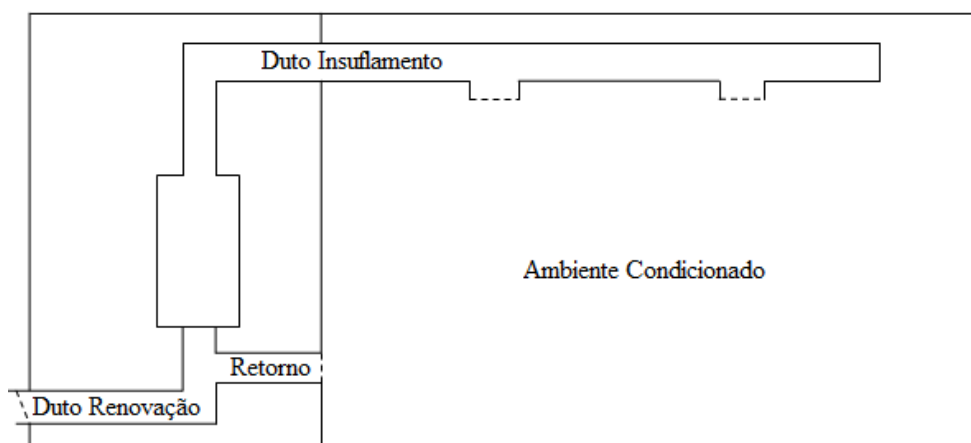 Duto Insuflamento
Ambiente Condicionado
Retorno
Duto Renovação